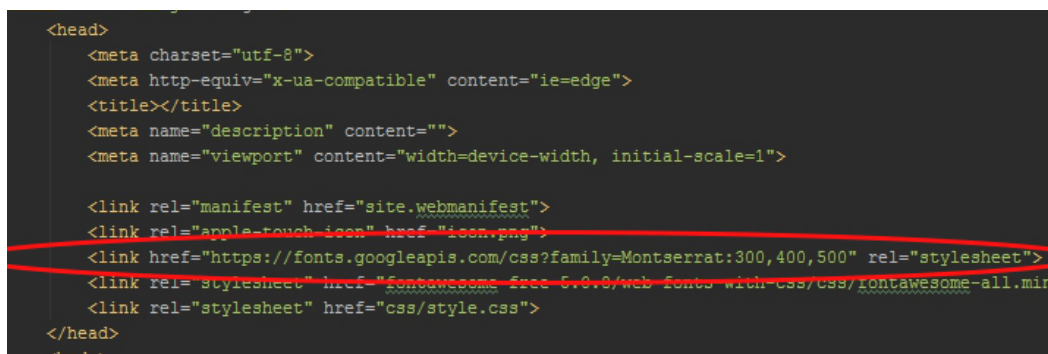 <head>
<meta charset="utf-8">
<meta http-equiv="x-ua-compatible" content="ie=edge">
<title></title>
<meta name="description" content="">
<meta name="viewport" content="width=device-width, initial-scale=1">
<link rel="manifest" href="site.webmanifest">
<link rel="apple-touch-icon" href="icon.png">
<link href="https://fonts.googleapis.com/css?family=Montserrat:300,400,500" rel="stylesheet">
<link rel="stylesheet" href="fontawesome-free-5.0.8/web-fonts-with-css/css/fontawesome-all.min
<link rel="stylesheet" href="css/style.css">
</head>